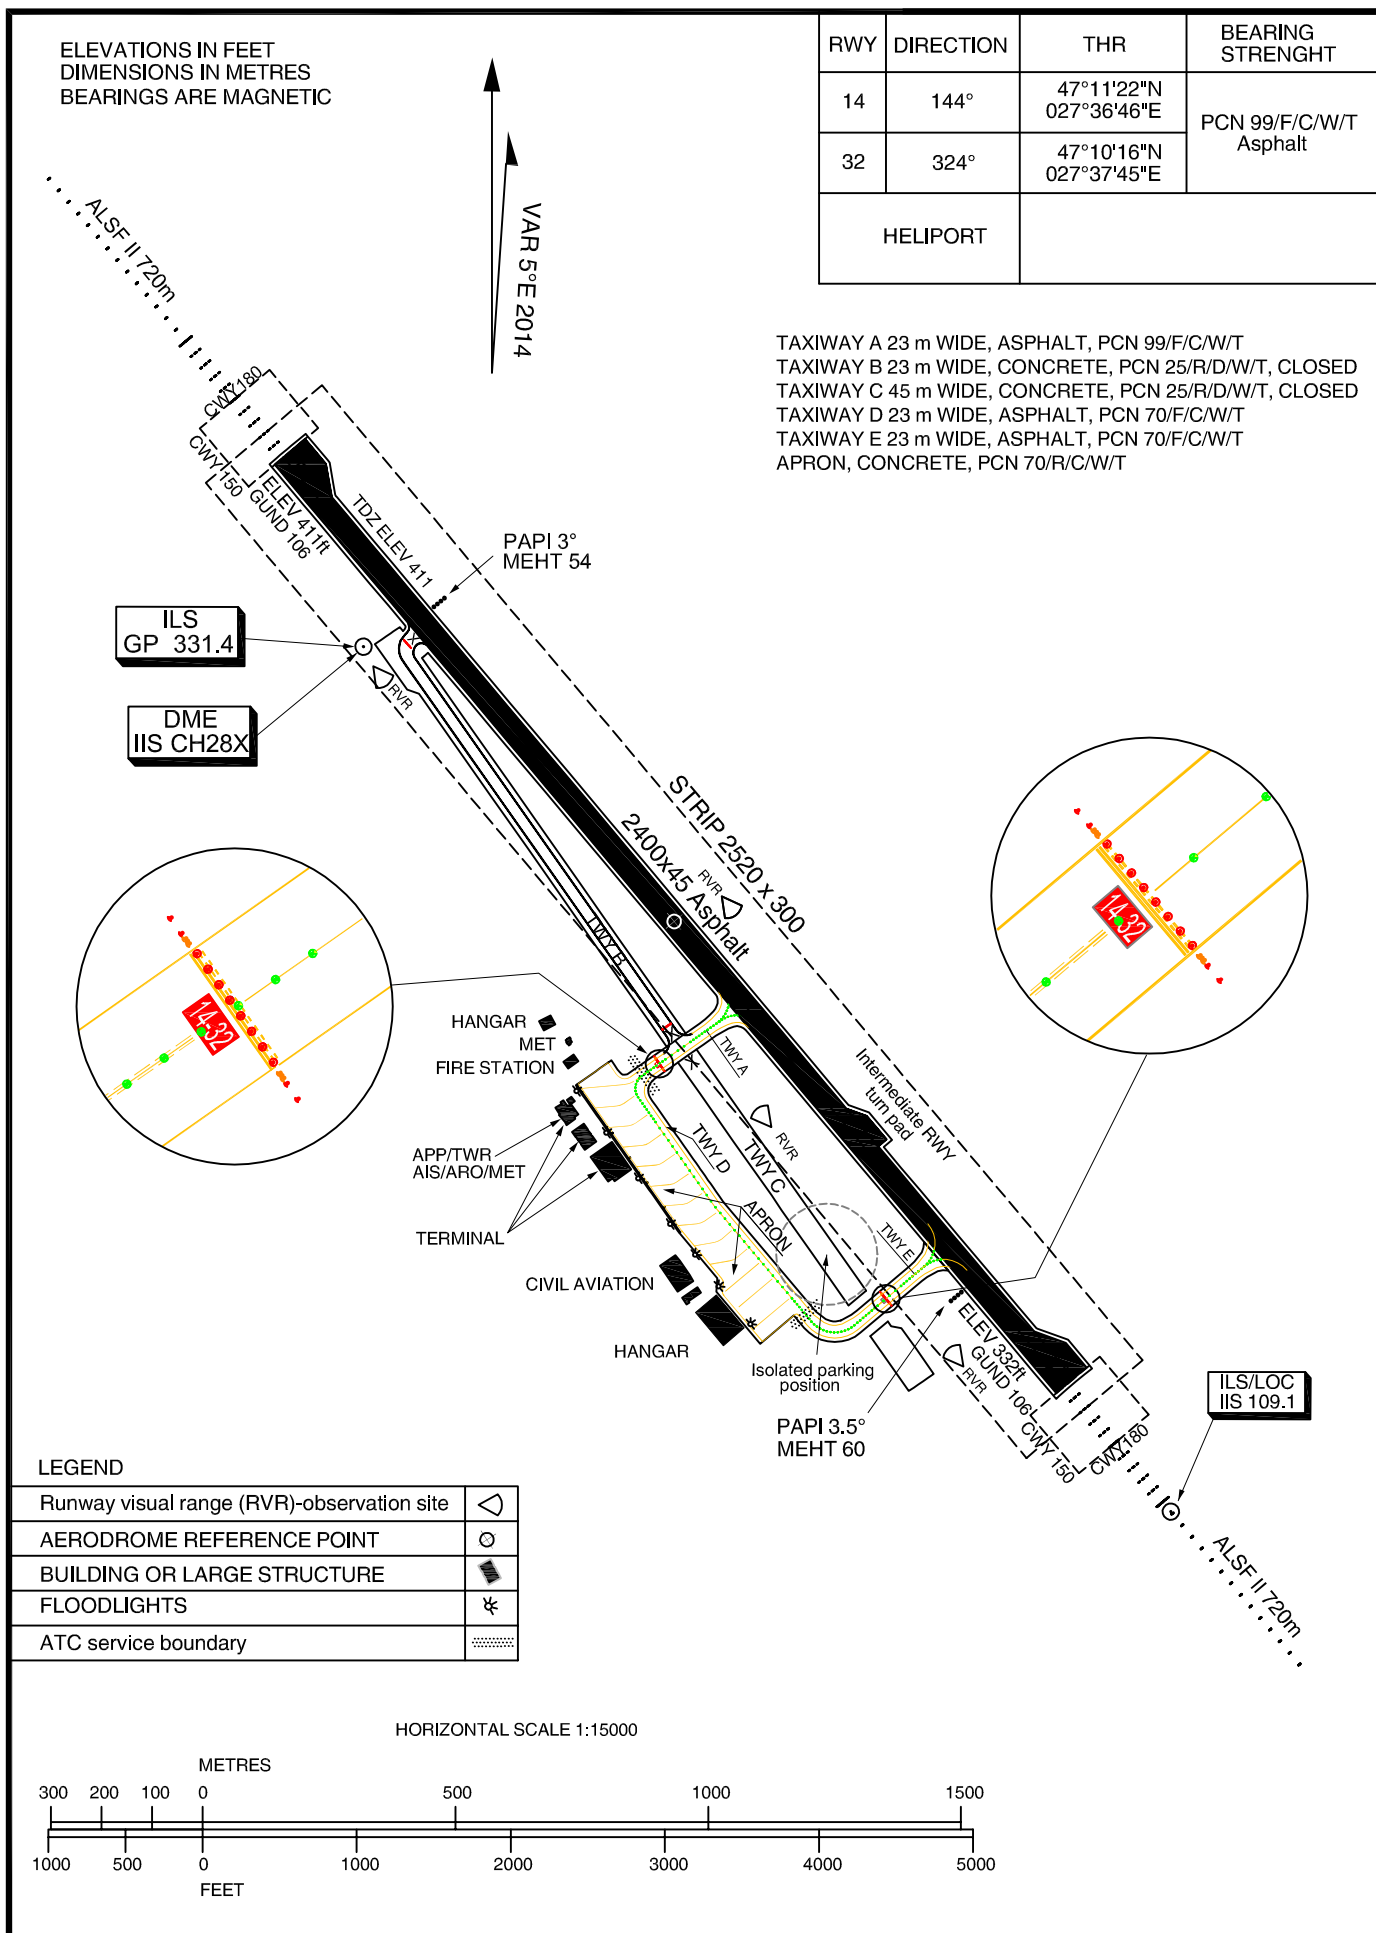 ELEVATIONS IN FEET
DIMENSIONS IN METRES
BEARINGS ARE MAGNETIC
VAR 5°E 2014
RWY DIRECTION THR BEARING STRENGHT
14 144° 47°11'22"N 027°36'46"E
PCN 99/F/C/W/T
Asphalt
32 324° 47°10'16"N 027°37'45"E
HELIPORT
TAXIWAY A 23 m WIDE, ASPHALT, PCN 99/F/C/W/T
TAXIWAY B 23 m WIDE, CONCRETE, PCN 25/R/D/W/T, CLOSED
TAXIWAY C 45 m WIDE, CONCRETE, PCN 25/R/D/W/T, CLOSED
TAXIWAY D 23 m WIDE, ASPHALT, PCN 70/F/C/W/T
TAXIWAY E 23 m WIDE, ASPHALT, PCN 70/F/C/W/T
APRON, CONCRETE, PCN 70/R/C/W/T
ALSF II 720m
CWY180
CWY150
ELEV 411ft
GUND 106
TDZ ELEV 411
PAPI 3°
MEHT 54
ILS
GP 331.4
DME
IIS CH28X
RVR
STRIP 2520 x 300
2400x45 Asphalt
RVR
TWY B
14-32
14-32
HANGAR
MET
FIRE STATION
TWY A
Intermediate RWY
turn pad
APP/TWR
AIS/ARO/MET
TWY D
TWY C
RVR
TERMINAL
APRON
TWY E
CIVIL AVIATION
HANGAR
Isolated parking
position
PAPI 3.5°
MEHT 60
ELEV 332ft
GUND 106
RVR
CWY 150
CWY180
ILS/LOC
IIS 109.1
ALSF II 720m
LEGEND
Runway visual range (RVR)-observation site
AERODROME REFERENCE POINT
BUILDING OR LARGE STRUCTURE
FLOODLIGHTS
ATC service boundary
HORIZONTAL SCALE 1:15000
METRES
300 200 100 0 500 1000 1500
1000 500 0 1000 2000 3000 4000 5000
FEET